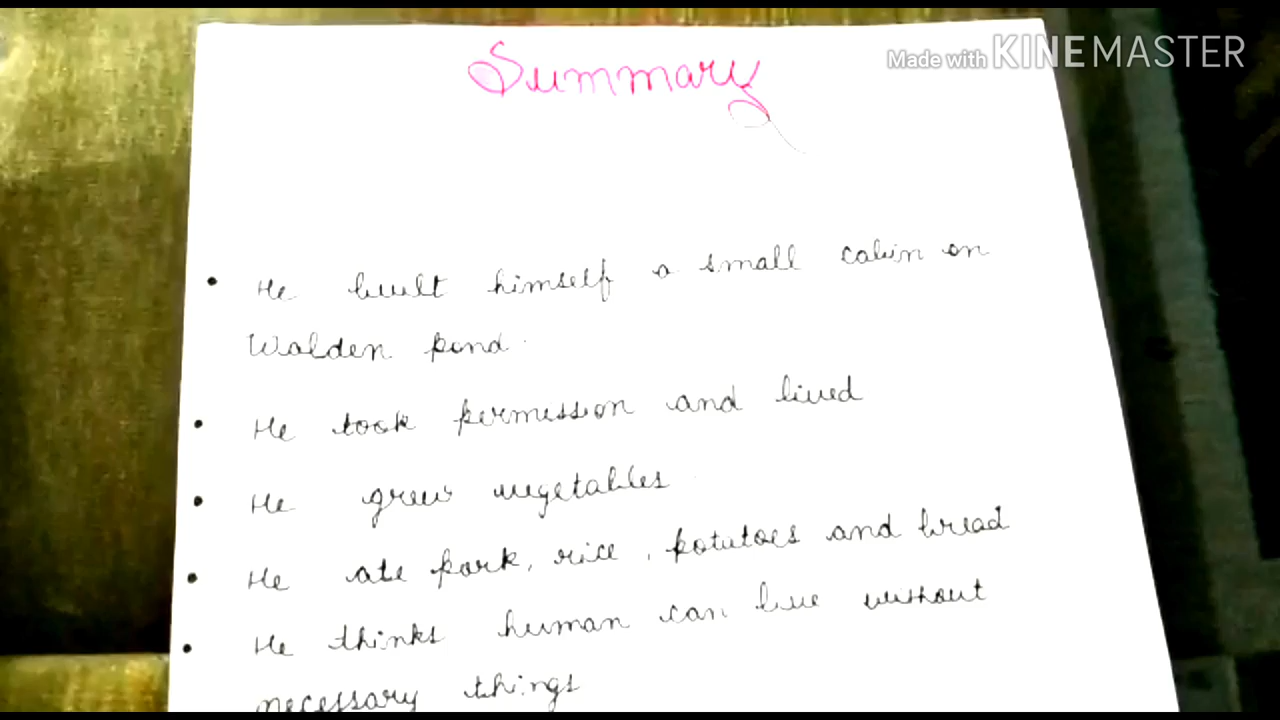 Made with KINEMASTER
Summary
• He built himself a small cabin on
Walden pond.
• He took permission and lived
• He grew vegetables
• He ate pork, rice, potutoes and bread
• He thinks human can live without
necessary things